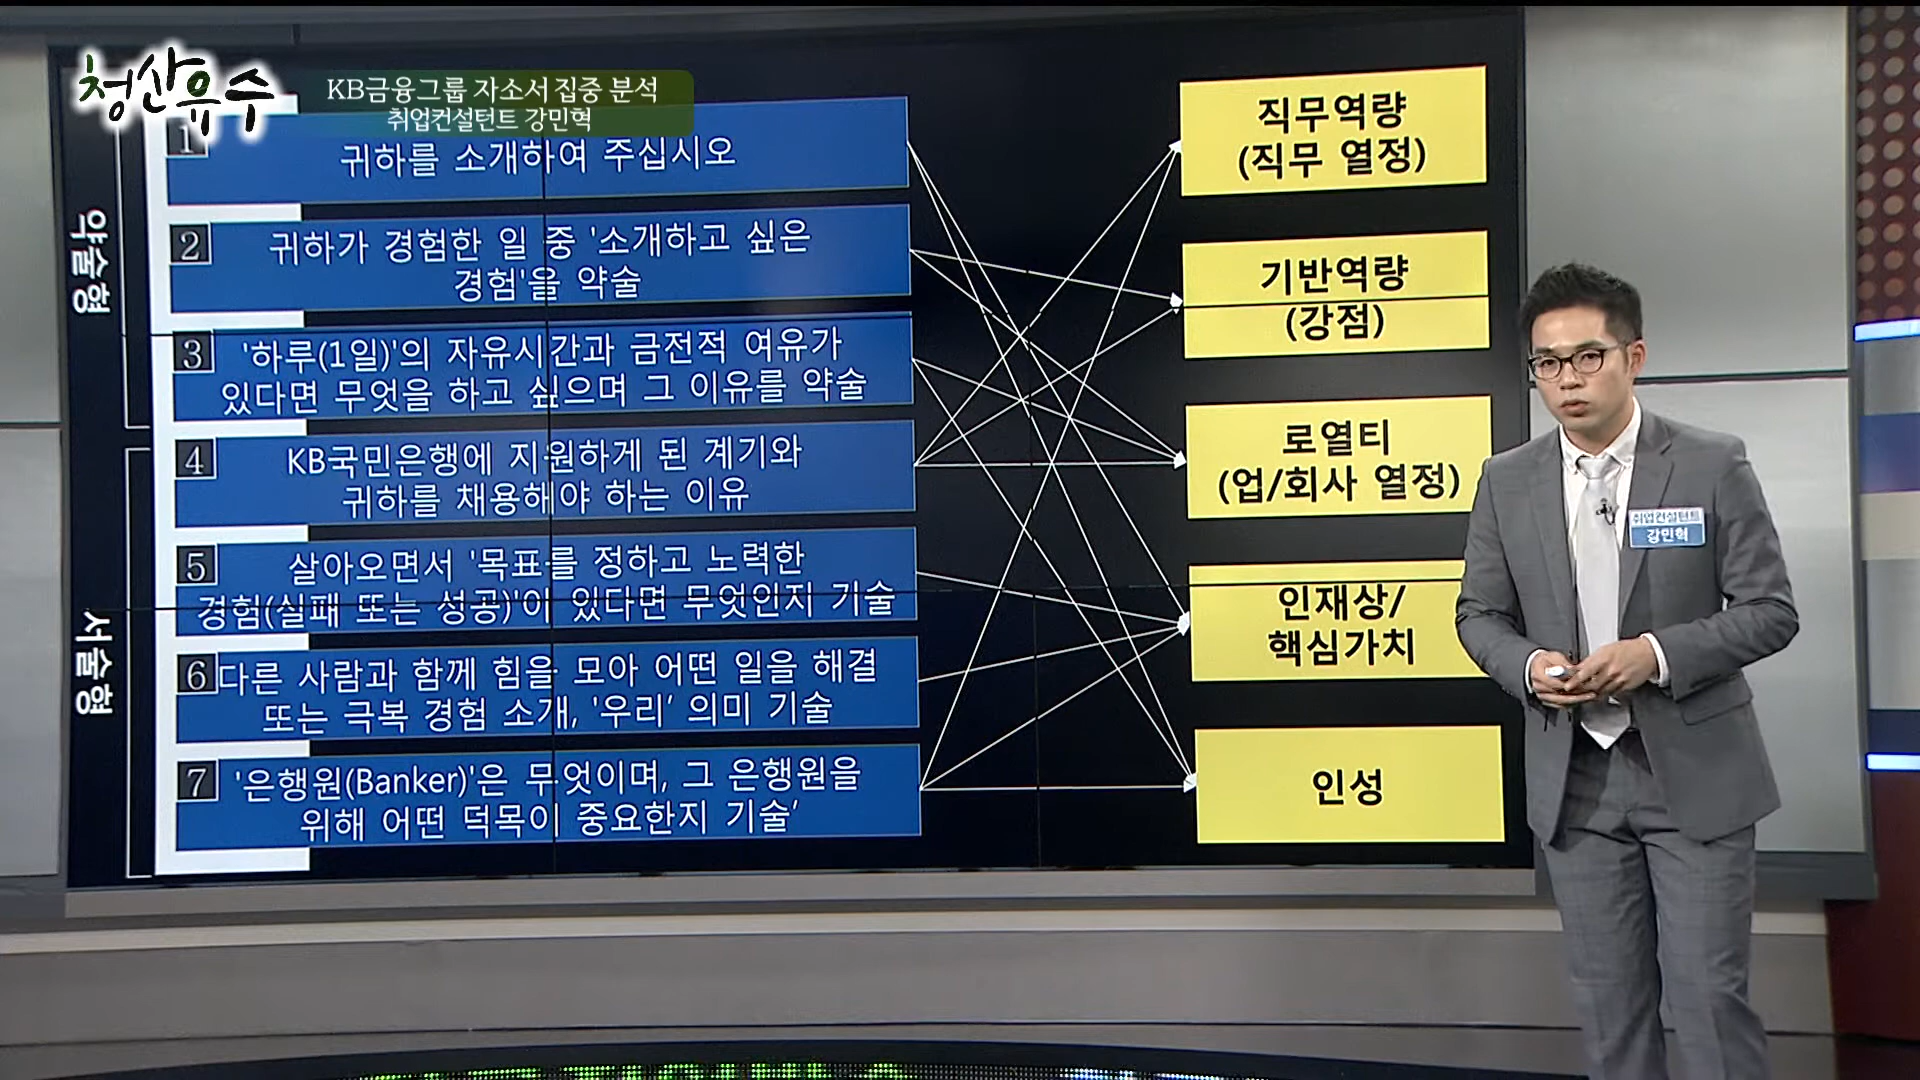 청산유수
KB금융그룹 자소서 집중 분석
취업컨설턴트 강민혁
약술형
1
귀하를 소개하여 주십시오
2
귀하가 경험한 일 중 '소개하고 싶은
경험'을 약술
3
'하루(1일)'의 자유시간과 금전적 여유가
있다면 무엇을 하고 싶으며 그 이유를 약술
서술형
4
KB국민은행에 지원하게 된 계기와
귀하를 채용해야 하는 이유
5
살아오면서 '목표를 정하고 노력한
경험(실패 또는 성공)'이 있다면 무엇인지 기술
6
다른 사람과 함께 힘을 모아 어떤 일을 해결
또는 극복 경험 소개, '우리' 의미 기술
7
'은행원(Banker)'은 무엇이며, 그 은행원을
위해 어떤 덕목이 중요한지 기술'
직무역량
(직무 열정)
기반역량
(강점)
로열티
(업/회사 열정)
인재상/
핵심가치
인성
취업컨설턴트
강민혁